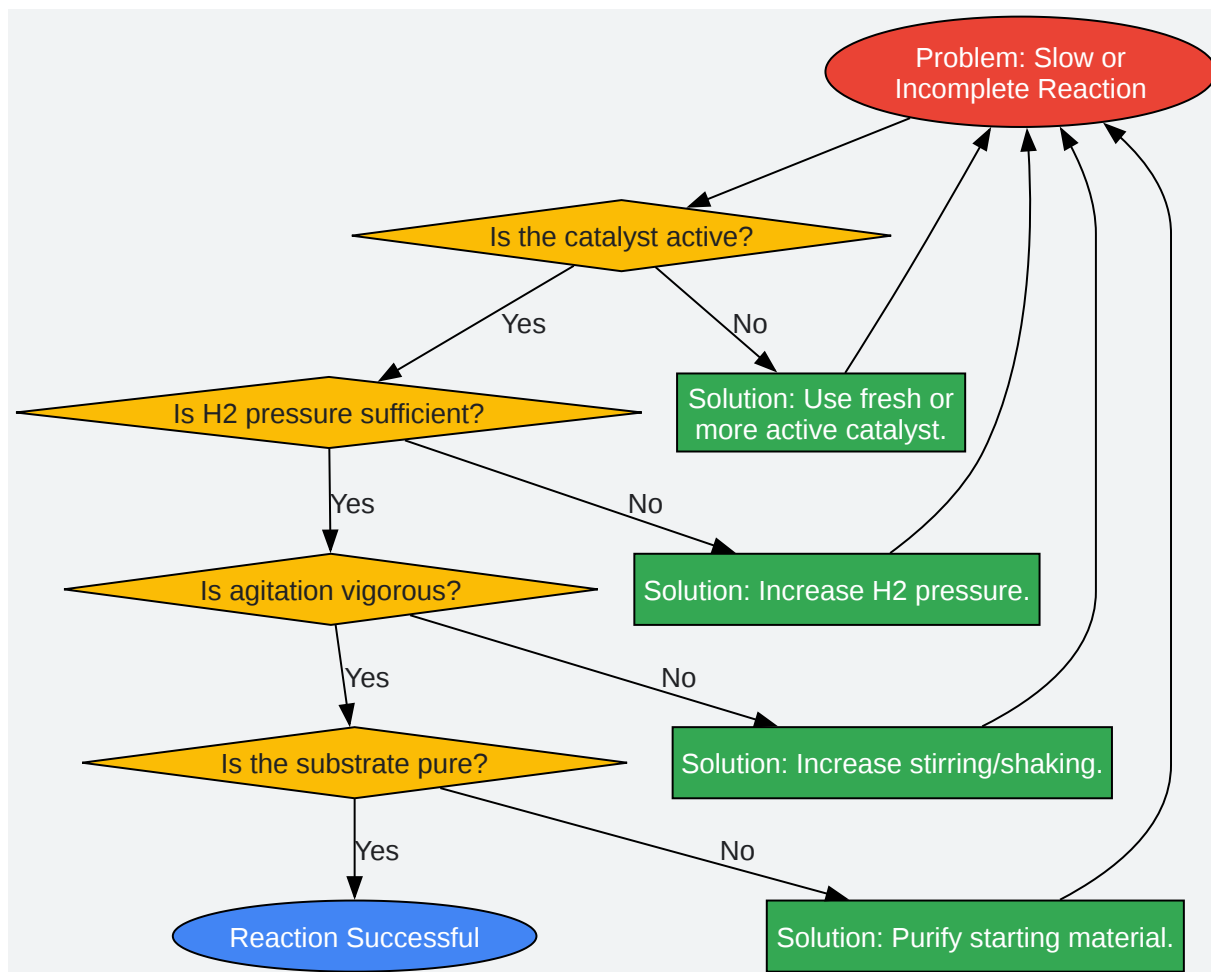 Problem: Slow or
Incomplete Reaction
Is the catalyst active?
Yes
No
Solution: Use fresh or
more active catalyst.
Is H2 pressure sufficient?
Yes
No
Solution: Increase H2 pressure.
Is agitation vigorous?
Yes
No
Solution: Increase stirring/shaking.
Is the substrate pure?
Yes
No
Reaction Successful
Solution: Purify starting material.